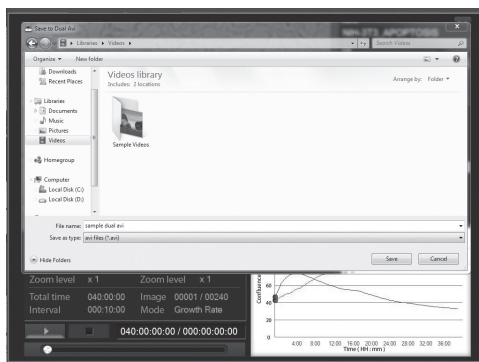 Save to Dual Avi
NIH-3T3 APOPTOSIS
Libraries ▸ Videos ▸
Search Videos
Organize ▾ New folder
Downloads
Recent Places
Libraries
Documents
Music
Pictures
Videos
Homegroup
Computer
Local Disk (C:)
Local Disk (D:)
Videos library
Includes: 2 locations
Arrange by: Folder ▾
Sample Videos
File name: sample dual avi
Save as type: avi files (*.avi)
Hide Folders
Save Cancel
Zoom level x 1 Zoom level x 1
Total time 040:00:00 Image 00001 / 00240
Interval 000:10:00 Mode Growth Rate
040:00:00:00 / 000:00:00:00
Confluence
60
40
20
0
4:00 8:00 12:00 16:00 20:00 24:00 28:00 32:00 36:00
Time ( HH : mm )